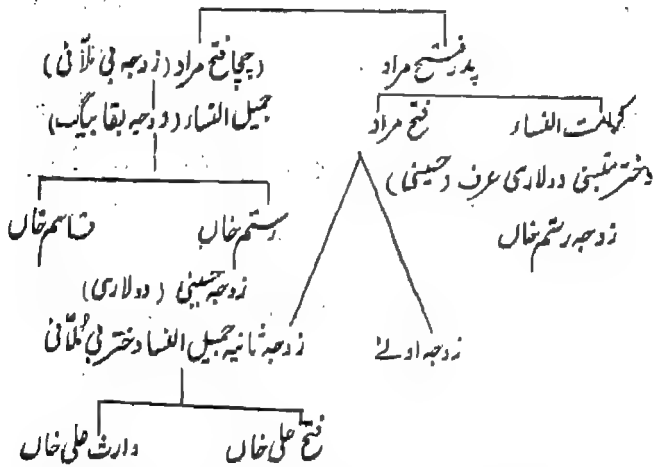 پدر فتح مراد
(چچا فتح مراد (زوجہ بی مُلّانی)
کرامت النساء
فتح مراد
جمیل النساء (زوجہ بقا بیگ)
دختر متبنی دولاری عرف (حسینی)
زوجہ رستم خاں
رستم خاں
قاسم خاں
زوجہ حسینی (دولاری)
زوجہ اولےٰ
زوجہ ثانیہ جمیل النساء دختر بی مُلّانی
فتح علی خاں
وارث علی خاں